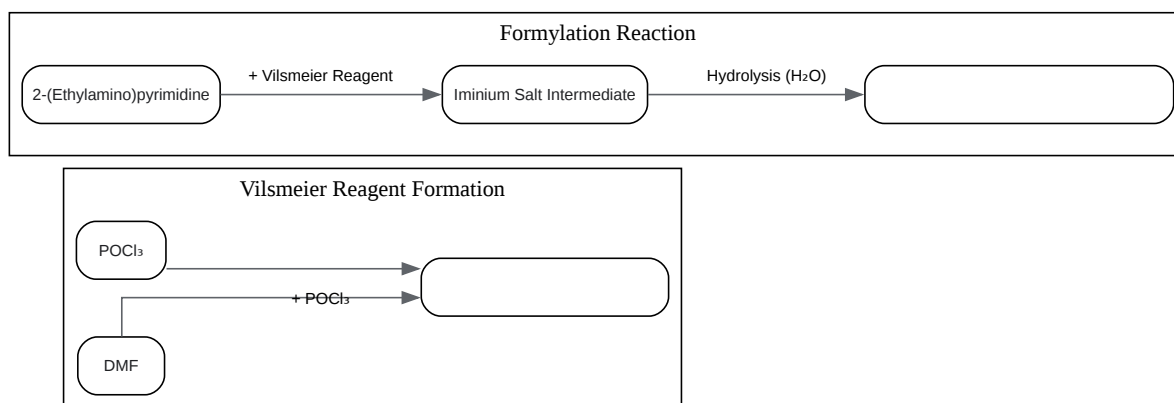 Formylation Reaction
2-(Ethylamino)pyrimidine
+ Vilsmeier Reagent
Iminium Salt Intermediate
Hydrolysis (H₂O)
Vilsmeier Reagent Formation
POCl₃
+ POCl₃
DMF